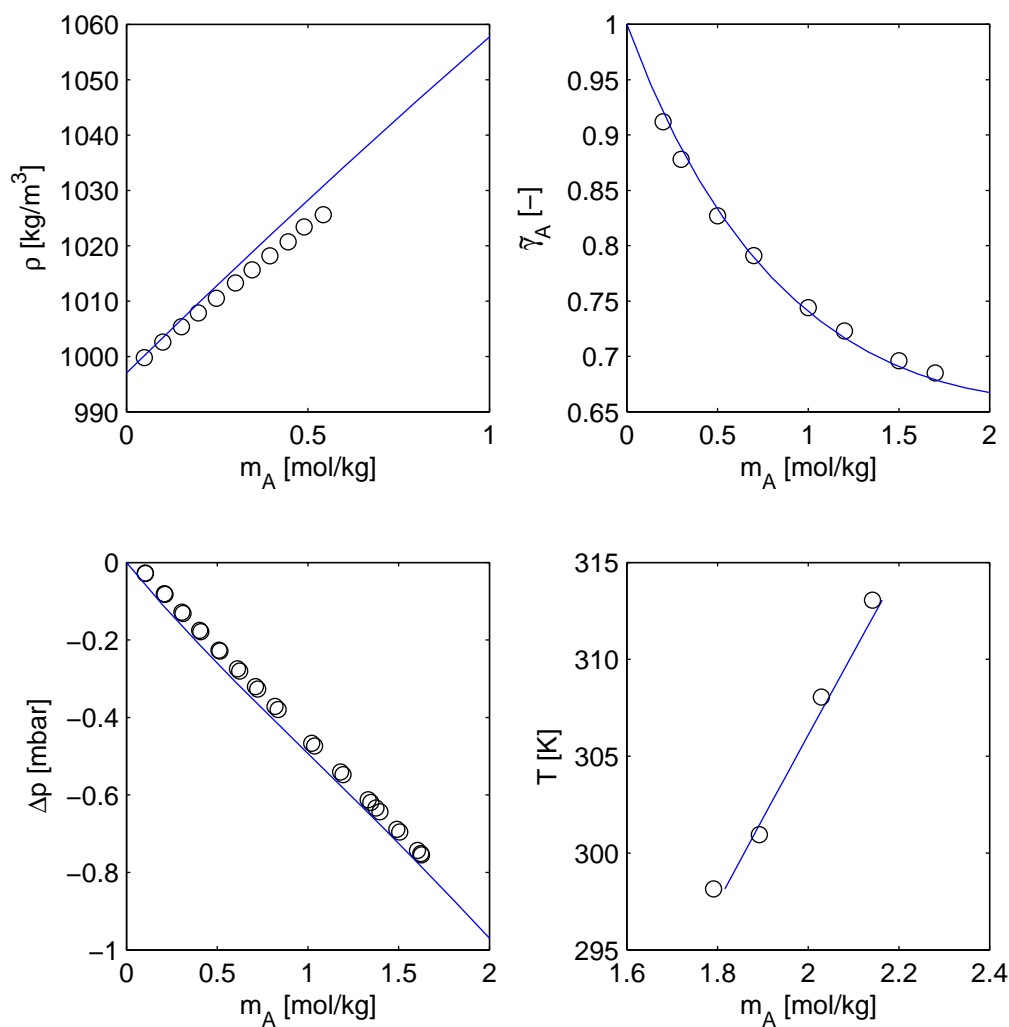 1060
1050
1040
1030
1020
1010
1000
990
ρ [kg/m³]
0 0.5 1
m_A [mol/kg]
1
0.95
0.9
0.85
0.8
0.75
0.7
0.65
γ̃_A [−]
0 0.5 1 1.5 2
m_A [mol/kg]
0
−0.2
−0.4
−0.6
−0.8
−1
Δp [mbar]
0 0.5 1 1.5 2
m_A [mol/kg]
315
310
305
300
295
T [K]
1.6 1.8 2 2.2 2.4
m_A [mol/kg]